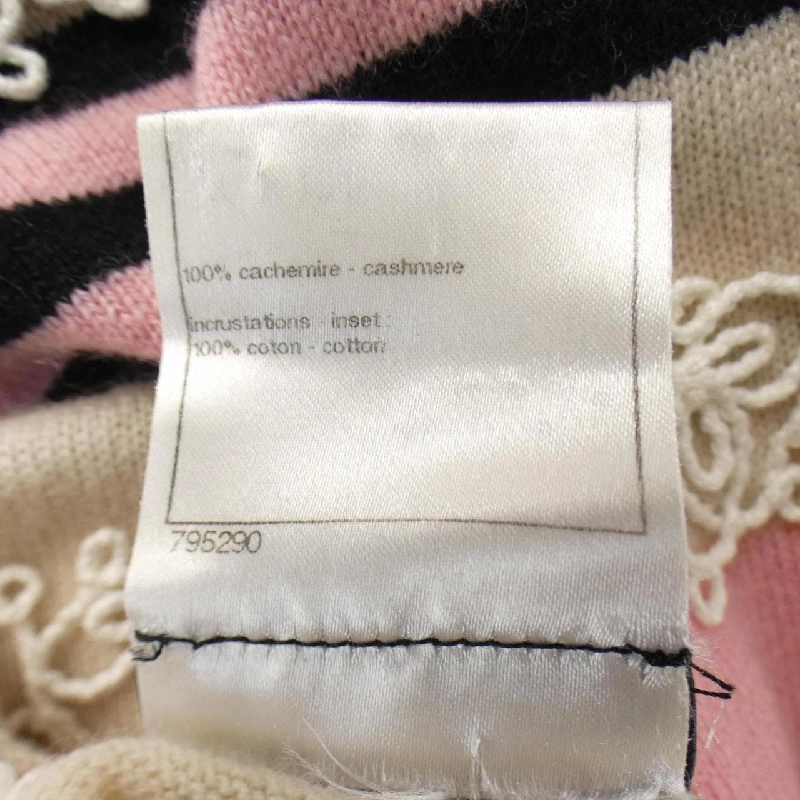 100% cachemire - cashmere
incrustations - inset :
100% coton - cotton
795290